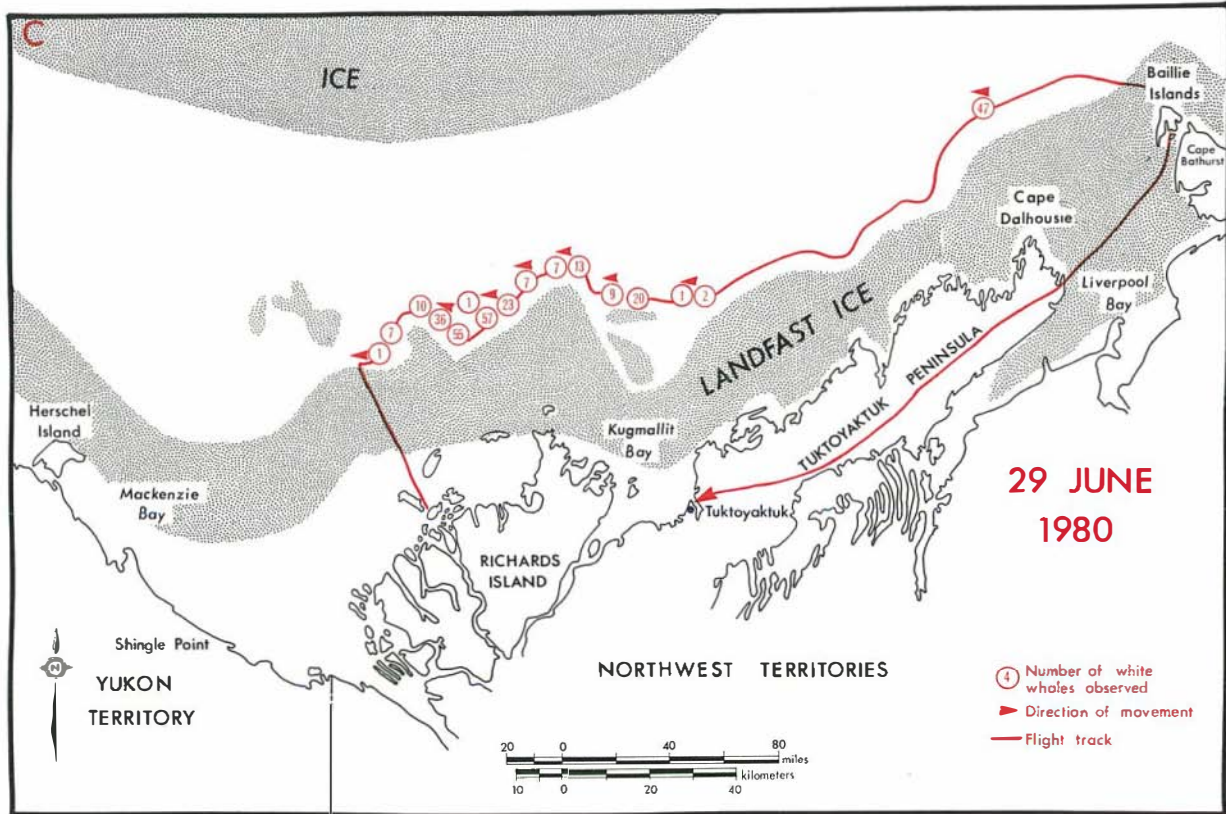 C
ICE
Baillie
Islands
47
Cape
Bathurst
Cape
Dalhousie
Liverpool
Bay
7
13
7
9
20
1
2
10
1
23
36
57
7
55
1
LANDFAST ICE
TUKTOYAKTUK PENINSULA
Herschel
Island
Kugmallit
Bay
Mackenzie
Bay
29 JUNE
1980
Tuktoyaktuk
RICHARDS
ISLAND
Shingle Point
N
YUKON
TERRITORY
NORTHWEST TERRITORIES
4 Number of white
whales observed
Direction of movement
Flight track
20 0 40 80
miles
kilometers
10 0 20 40